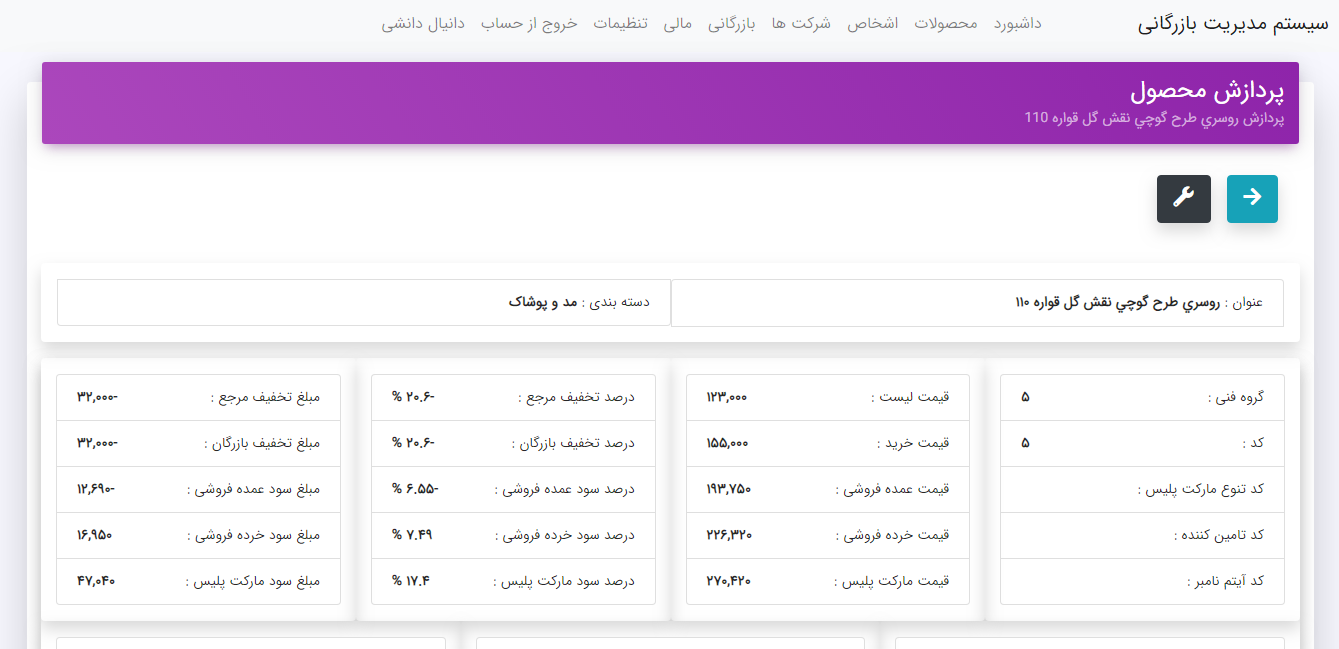 سیستم مدیریت بازرگانی
داشبورد محصولات اشخاص شرکت ها بازرگانی مالی تنظیمات خروج از حساب دانیال دانشی
پردازش محصول
پردازش روسري طرح گوچي نقش گل قواره 110
عنوان : روسري طرح گوچي نقش گل قواره ۱۱۰
دسته بندی : مد و پوشاک
گروه فنی : ۵
کد : ۵
کد تنوع مارکت پلیس :
کد تامین کننده :
کد آیتم نامبر :
قیمت لیست : ۱۲۳,۰۰۰
قیمت خرید : ۱۵۵,۰۰۰
قیمت عمده فروشی : ۱۹۳,۷۵۰
قیمت خرده فروشی : ۲۲۶,۳۲۰
قیمت مارکت پلیس : ۲۷۰,۴۲۰
درصد تخفیف مرجع : -۲۰.۶ %
درصد تخفیف بازرگان : -۲۰.۶ %
درصد سود عمده فروشی : -۶.۵۵ %
درصد سود خرده فروشی : ۷.۴۹ %
درصد سود مارکت پلیس : ۱۷.۴ %
مبلغ تخفیف مرجع : -۳۲,۰۰۰
مبلغ تخفیف بازرگان : -۳۲,۰۰۰
مبلغ سود عمده فروشی : -۱۲,۶۹۰
مبلغ سود خرده فروشی : ۱۶,۹۵۰
مبلغ سود مارکت پلیس : ۴۷,۰۴۰